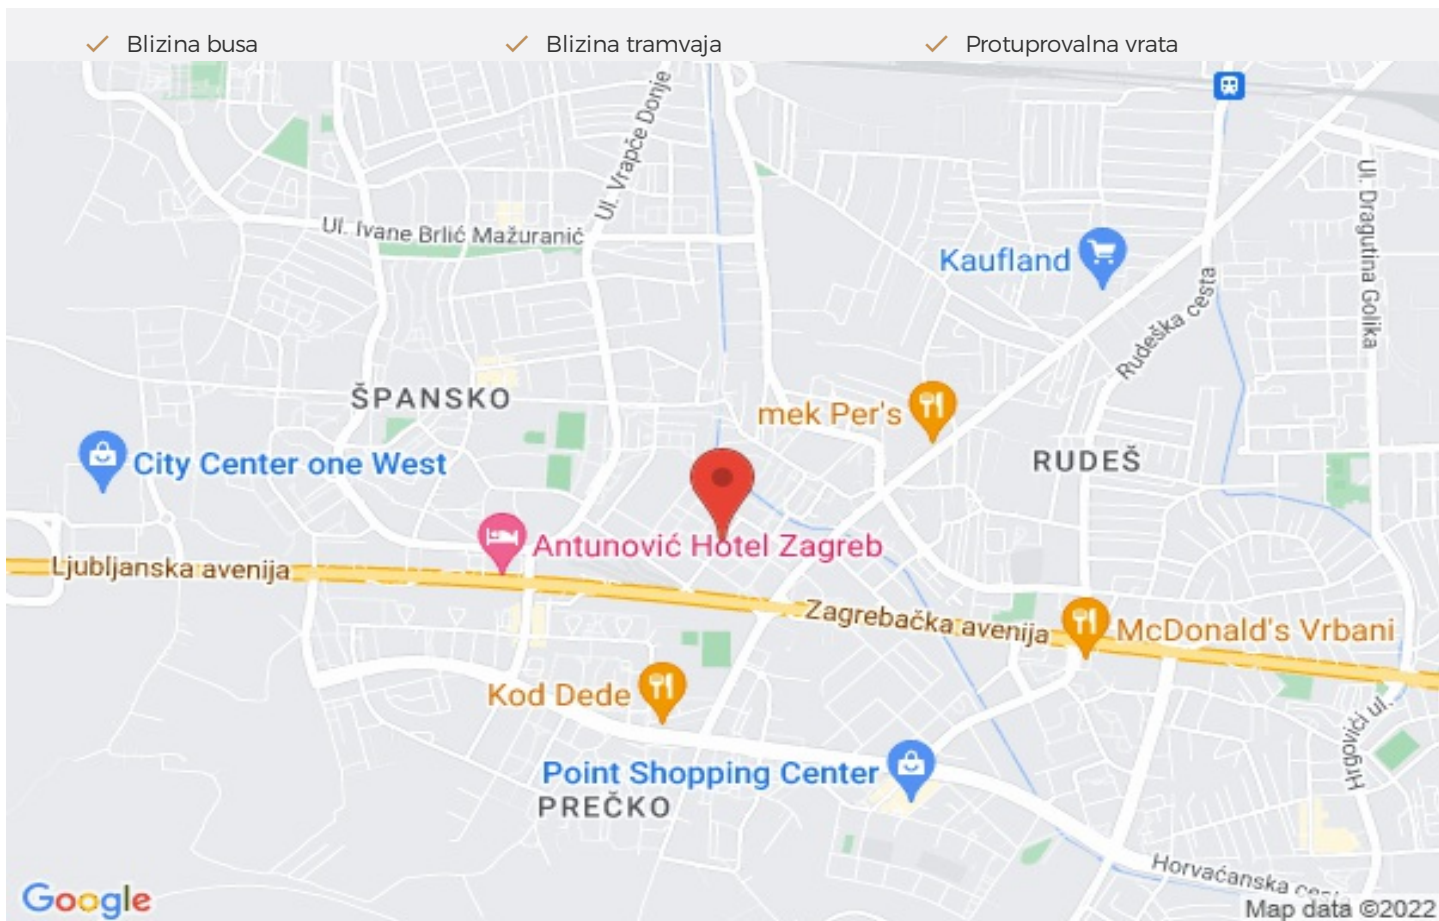 Blizina busa
Blizina tramvaja
Protuprovalna vrata
Ul. Vrapče Donje
Ul. Dragutina Golika
Ul. Ivane Brlić Mažuranić
Kaufland
Rudeška cesta
ŠPANSKO
mek Per's
City Center one West
RUDEŠ
Antunović Hotel Zagreb
Ljubljanska avenija
Zagrebačka avenija
McDonald's Vrbani
Kod Dede
Hrgovići ul.
Point Shopping Center
PREČKO
Horvaćanska
Google
Map data ©2022